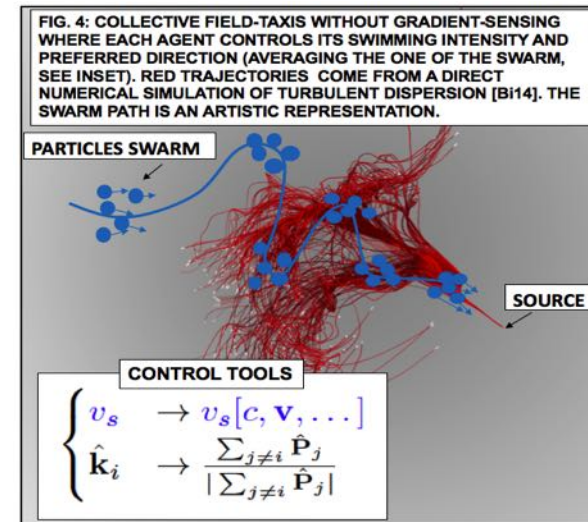 FIG. 4: COLLECTIVE FIELD-TAXIS WITHOUT GRADIENT-SENSING
WHERE EACH AGENT CONTROLS ITS SWIMMING INTENSITY AND
PREFERRED DIRECTION (AVERAGING THE ONE OF THE SWARM,
SEE INSET). RED TRAJECTORIES COME FROM A DIRECT
NUMERICAL SIMULATION OF TURBULENT DISPERSION [Bi14]. THE
SWARM PATH IS AN ARTISTIC REPRESENTATION.
PARTICLES SWARM
SOURCE
CONTROL TOOLS
v_s → v_s[c, v, . . . ]
k̂_i → ∑_{j≠i} P̂_j / | ∑_{j≠i} P̂_j |